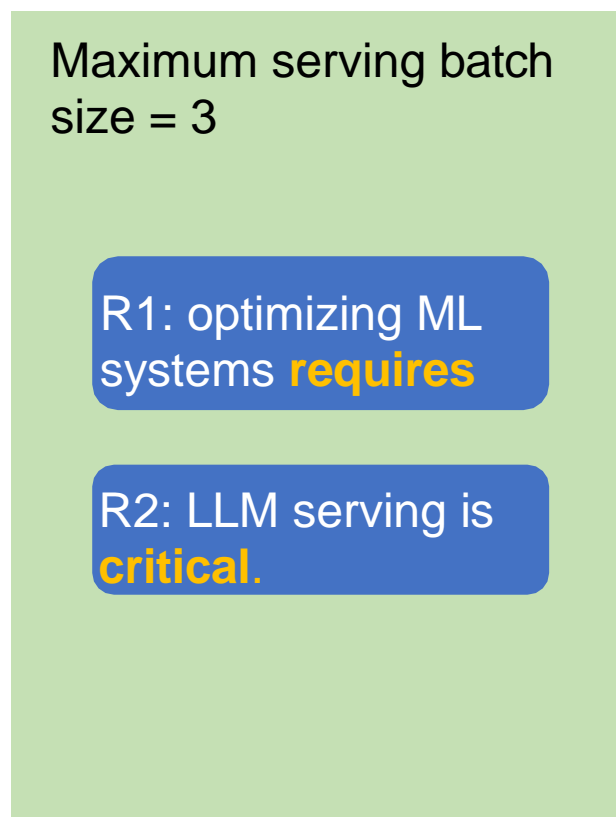 Maximum serving batch
size = 3
R1: optimizing ML
systems requires
R2: LLM serving is
critical.